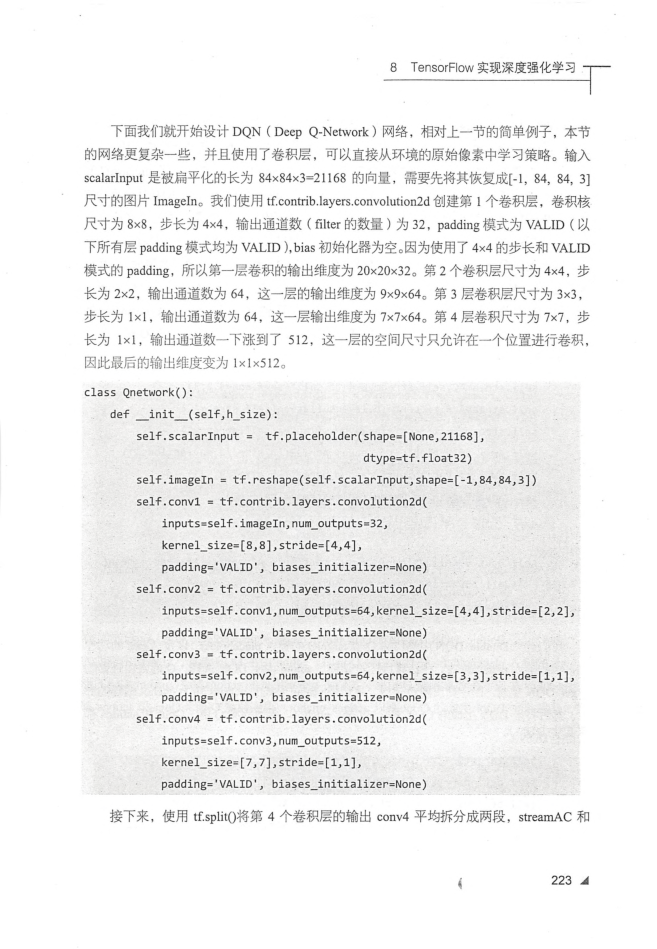 8 TensorFlow 实现深度强化学习
下面我们就开始设计 DQN（Deep Q-Network）网络，相对上一节的简单例子，本节
的网络更复杂一些，并且使用了卷积层，可以直接从环境的原始像素中学习策略。输入
scalarInput 是被扁平化的长为 84×84×3=21168 的向量，需要先将其恢复成[-1, 84, 84, 3]
尺寸的图片 ImageIn。我们使用 tf.contrib.layers.convolution2d 创建第 1 个卷积层，卷积核
尺寸为 8×8，步长为 4×4，输出通道数（filter 的数量）为 32，padding 模式为 VALID（以
下所有层 padding 模式均为 VALID），bias 初始化器为空。因为使用了 4×4 的步长和 VALID
模式的 padding，所以第一层卷积的输出维度为 20×20×32。第 2 个卷积层尺寸为 4×4，步
长为 2×2，输出通道数为 64，这一层的输出维度为 9×9×64。第 3 层卷积层尺寸为 3×3，
步长为 1×1，输出通道数为 64，这一层输出维度为 7×7×64。第 4 层卷积尺寸为 7×7，步
长为 1×1，输出通道数一下涨到了 512，这一层的空间尺寸只允许在一个位置进行卷积，
因此最后的输出维度变为 1×1×512。
class Qnetwork():
def __init__(self,h_size):
self.scalarInput = tf.placeholder(shape=[None,21168],
dtype=tf.float32)
self.imageIn = tf.reshape(self.scalarInput,shape=[-1,84,84,3])
self.conv1 = tf.contrib.layers.convolution2d(
inputs=self.imageIn,num_outputs=32,
kernel_size=[8,8],stride=[4,4],
padding='VALID', biases_initializer=None)
self.conv2 = tf.contrib.layers.convolution2d(
inputs=self.conv1,num_outputs=64,kernel_size=[4,4],stride=[2,2],
padding='VALID', biases_initializer=None)
self.conv3 = tf.contrib.layers.convolution2d(
inputs=self.conv2,num_outputs=64,kernel_size=[3,3],stride=[1,1],
padding='VALID', biases_initializer=None)
self.conv4 = tf.contrib.layers.convolution2d(
inputs=self.conv3,num_outputs=512,
kernel_size=[7,7],stride=[1,1],
padding='VALID', biases_initializer=None)
接下来，使用 tf.split()将第 4 个卷积层的输出 conv4 平均拆分成两段，streamAC 和
223